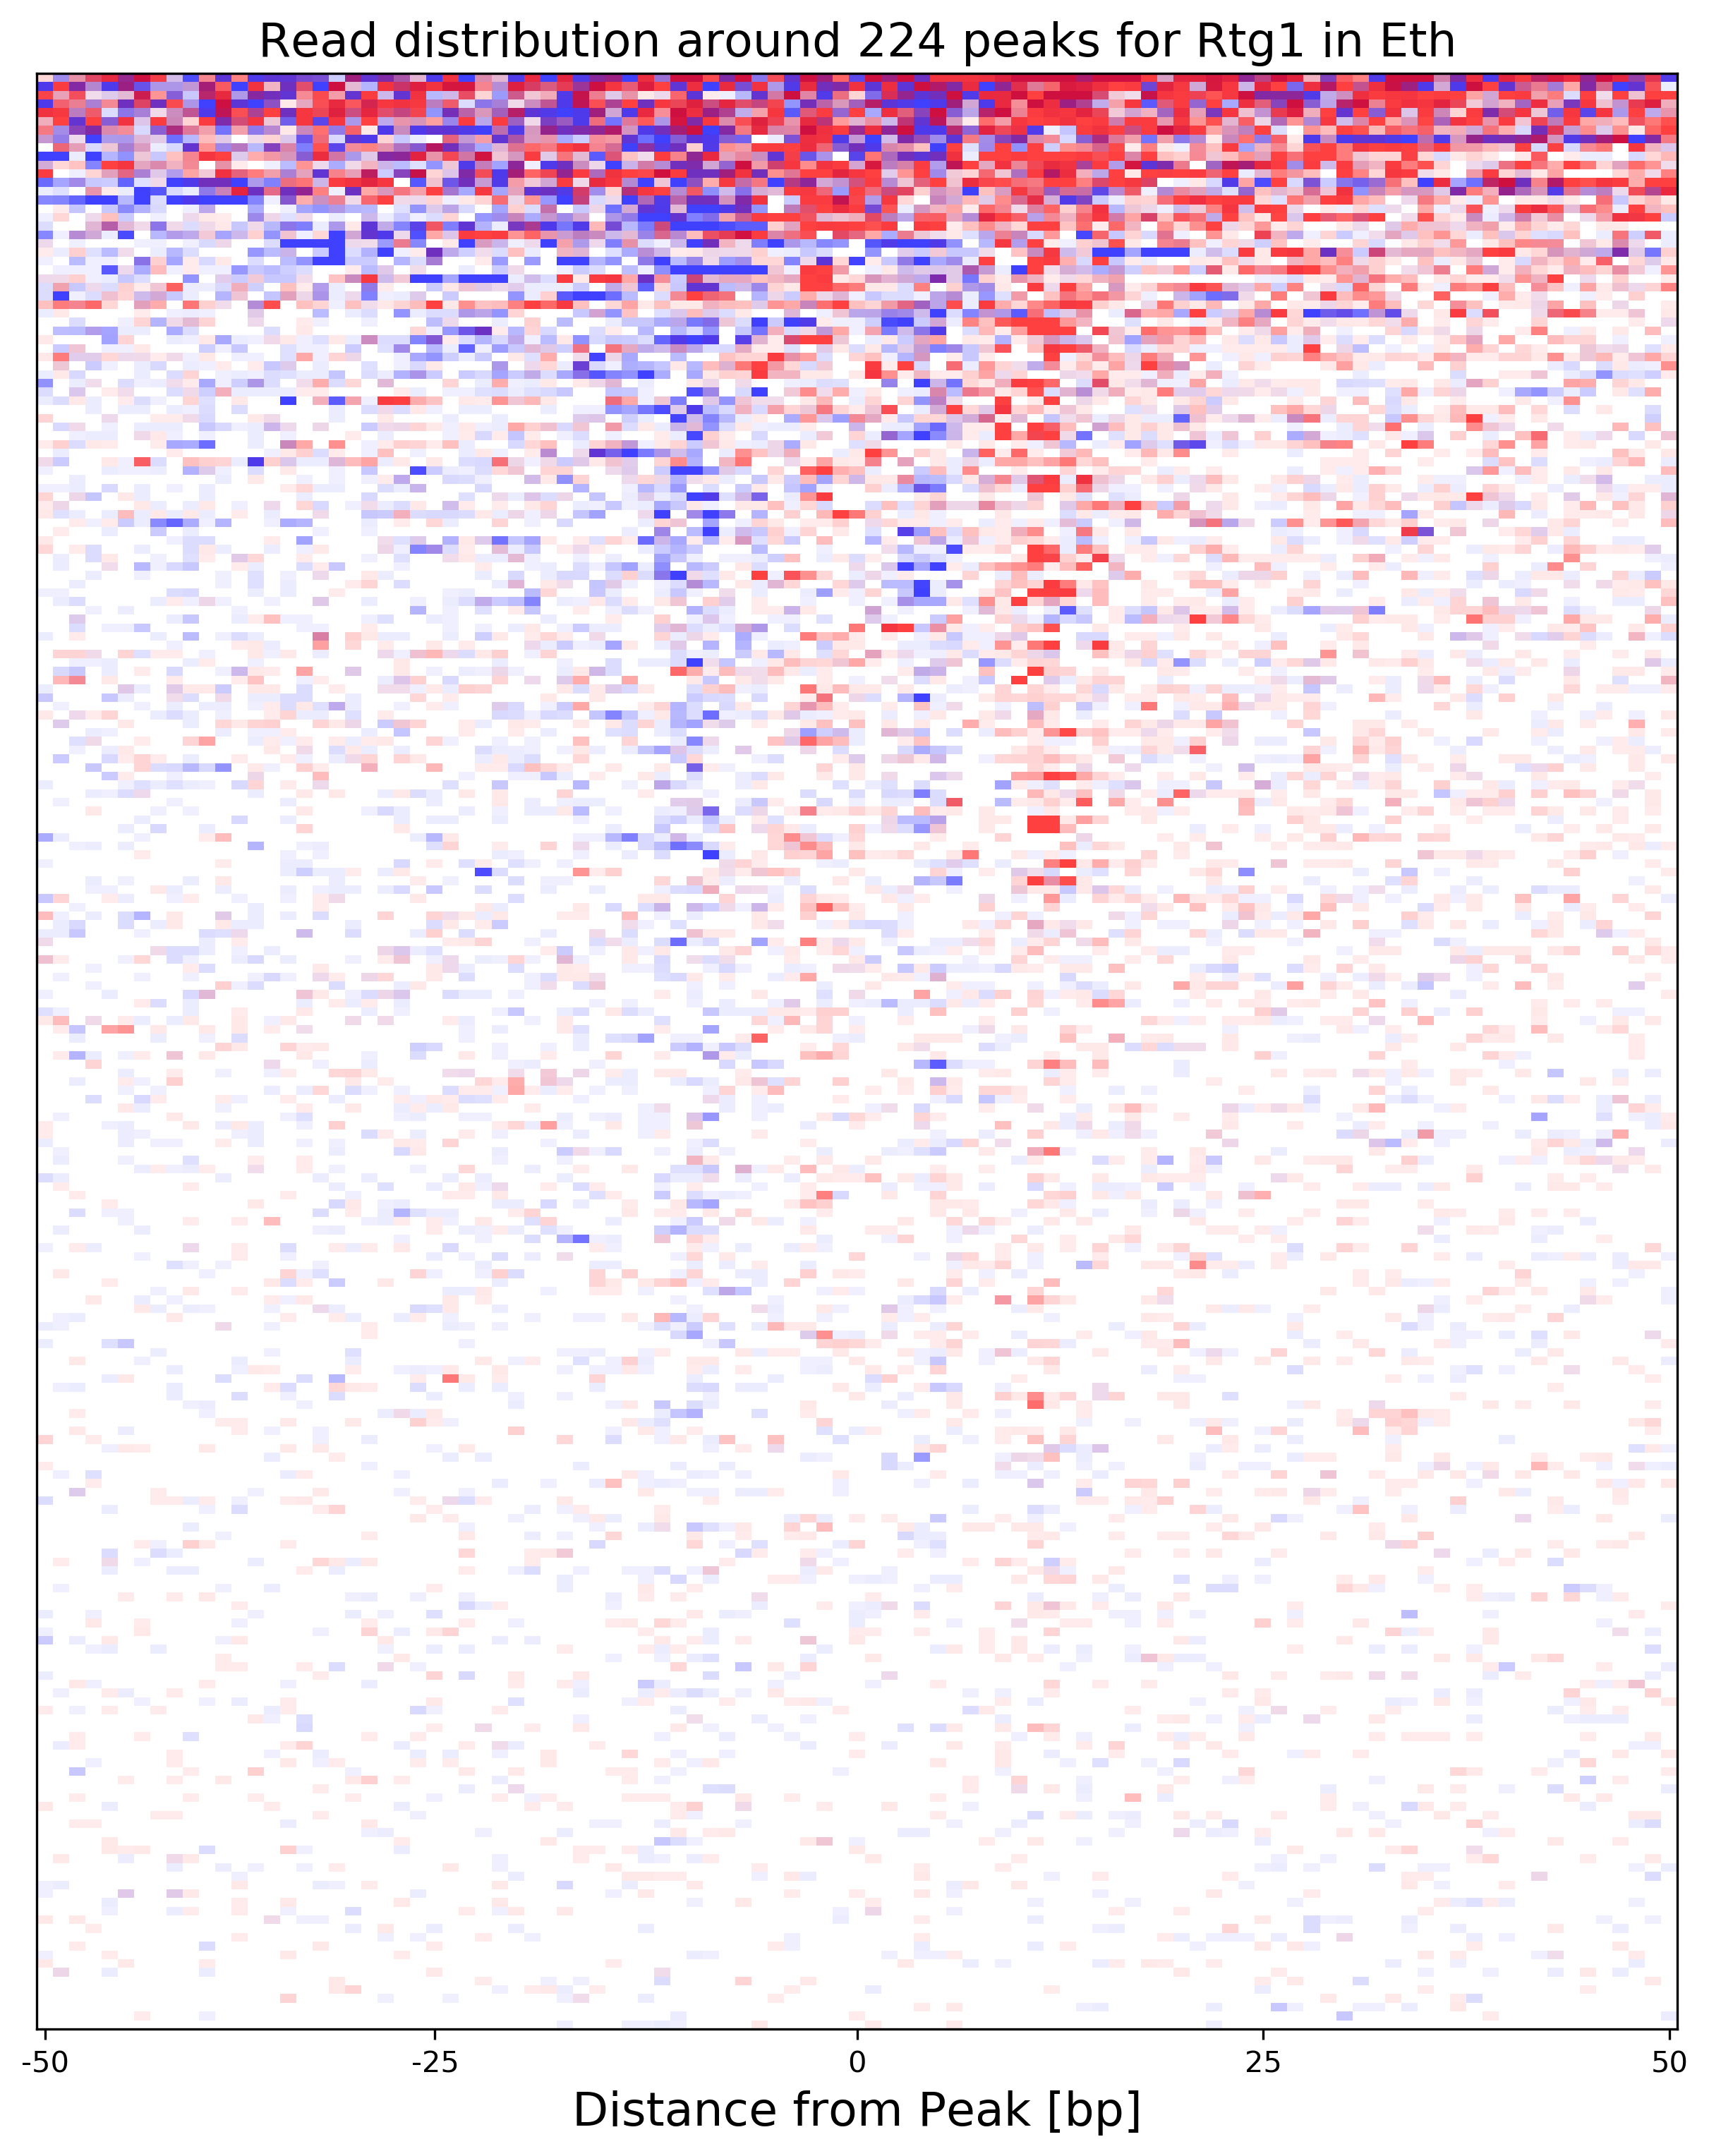 Read distribution around 224 peaks for Rtg1 in Eth
-50 -25 0 25 50
Distance from Peak [bp]